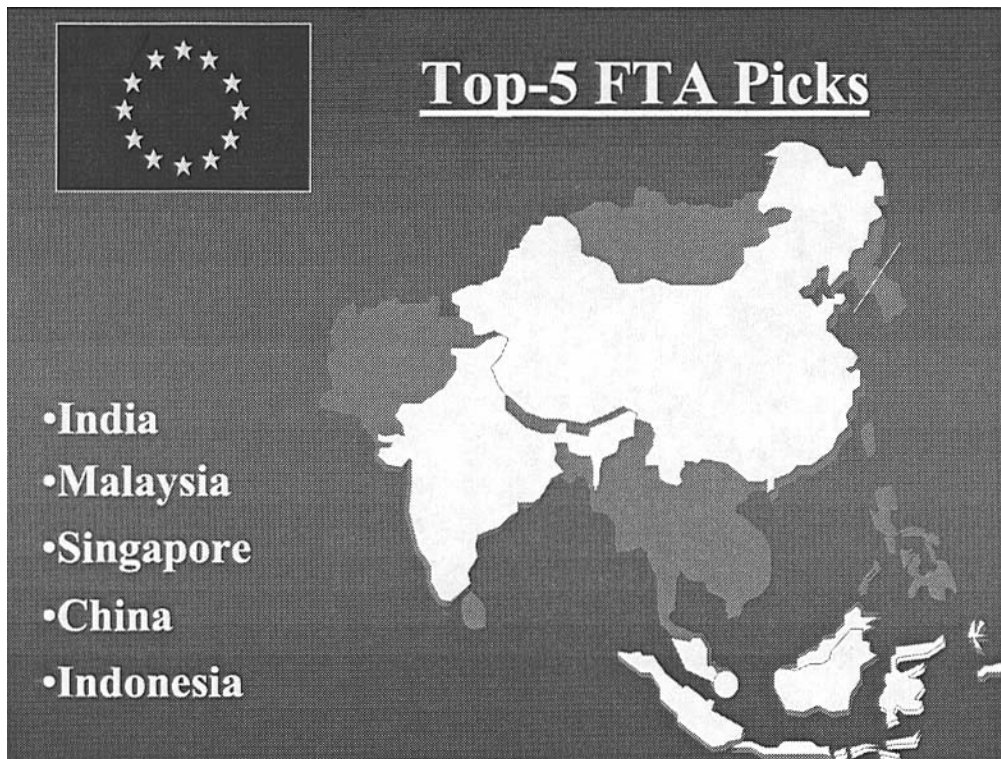 Top-5 FTA Picks
•India
•Malaysia
•Singapore
•China
•Indonesia